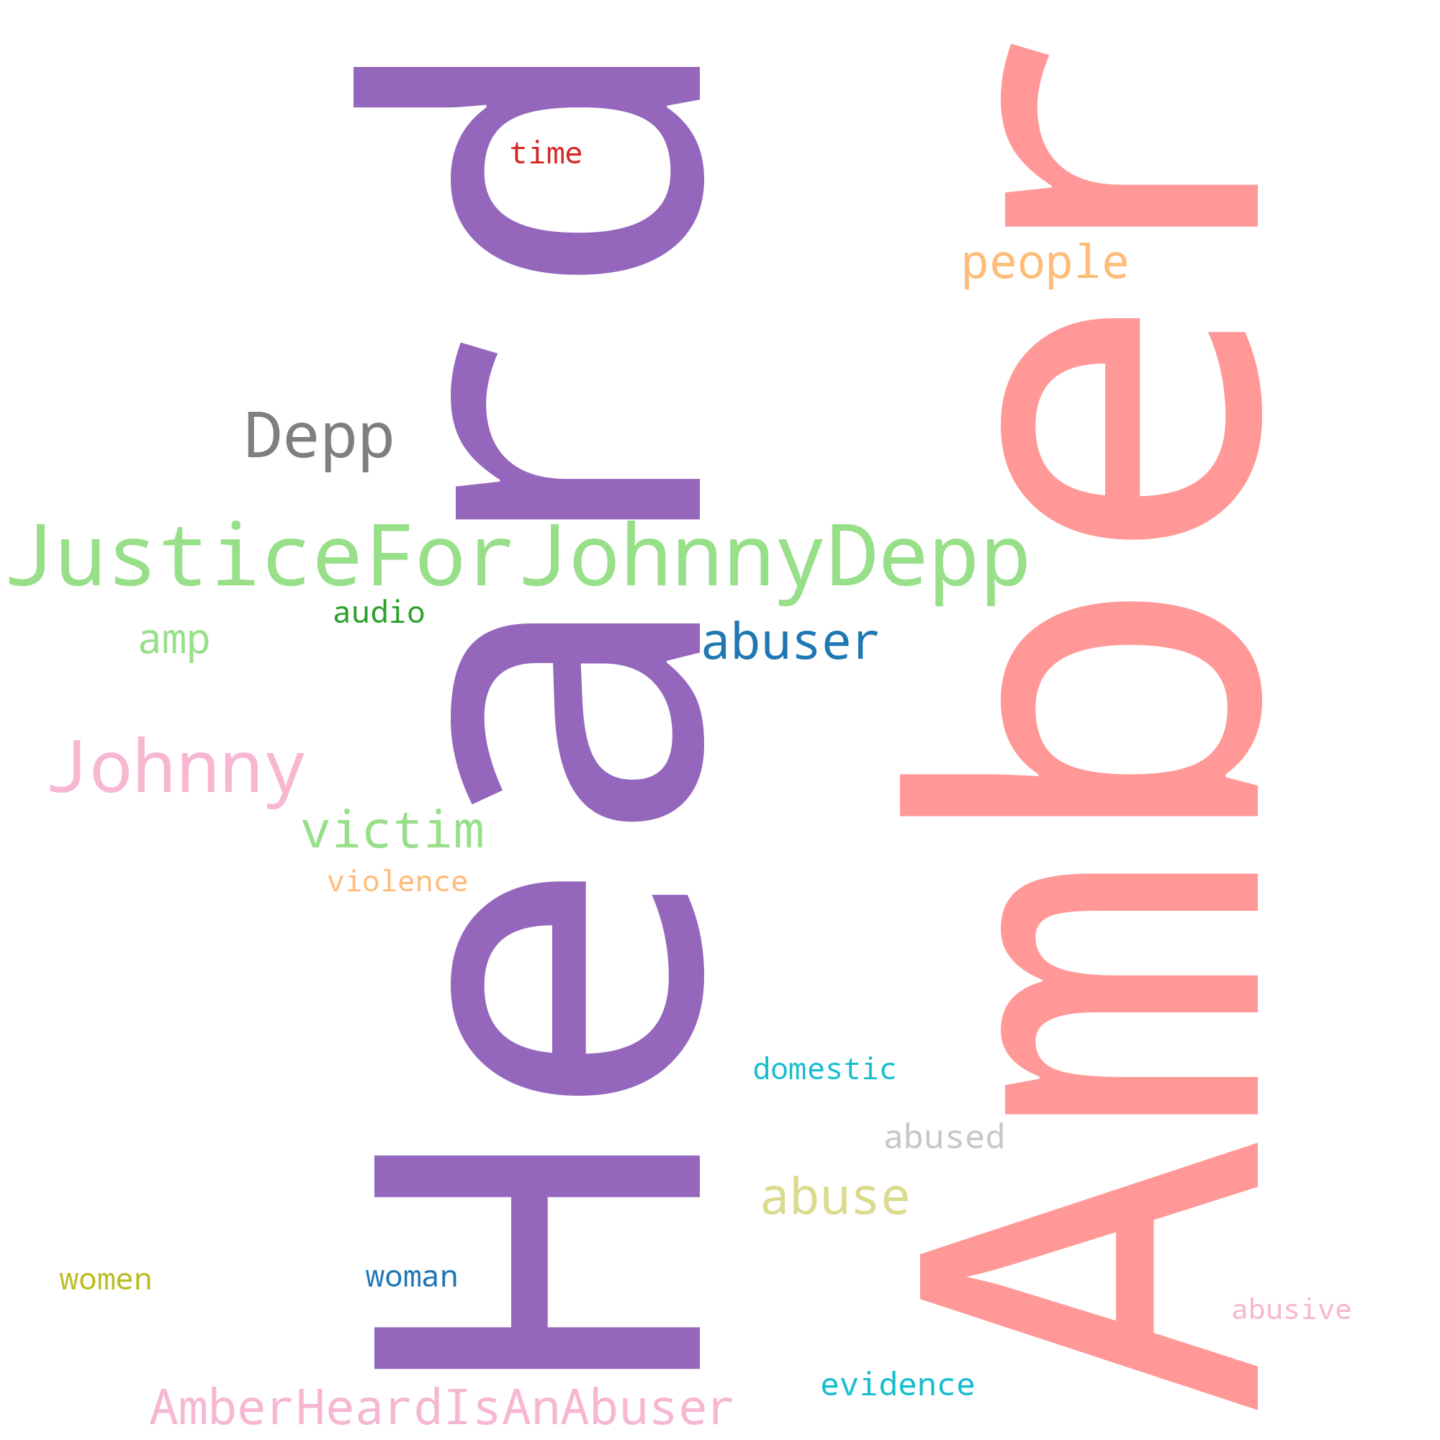 time
people
Depp
JusticeForJohnnyDepp
audio
amp
abuser
Johnny
victim
violence
Heard
Amber
domestic
abused
abuse
women
woman
abusive
evidence
AmberHeardIsAnAbuser